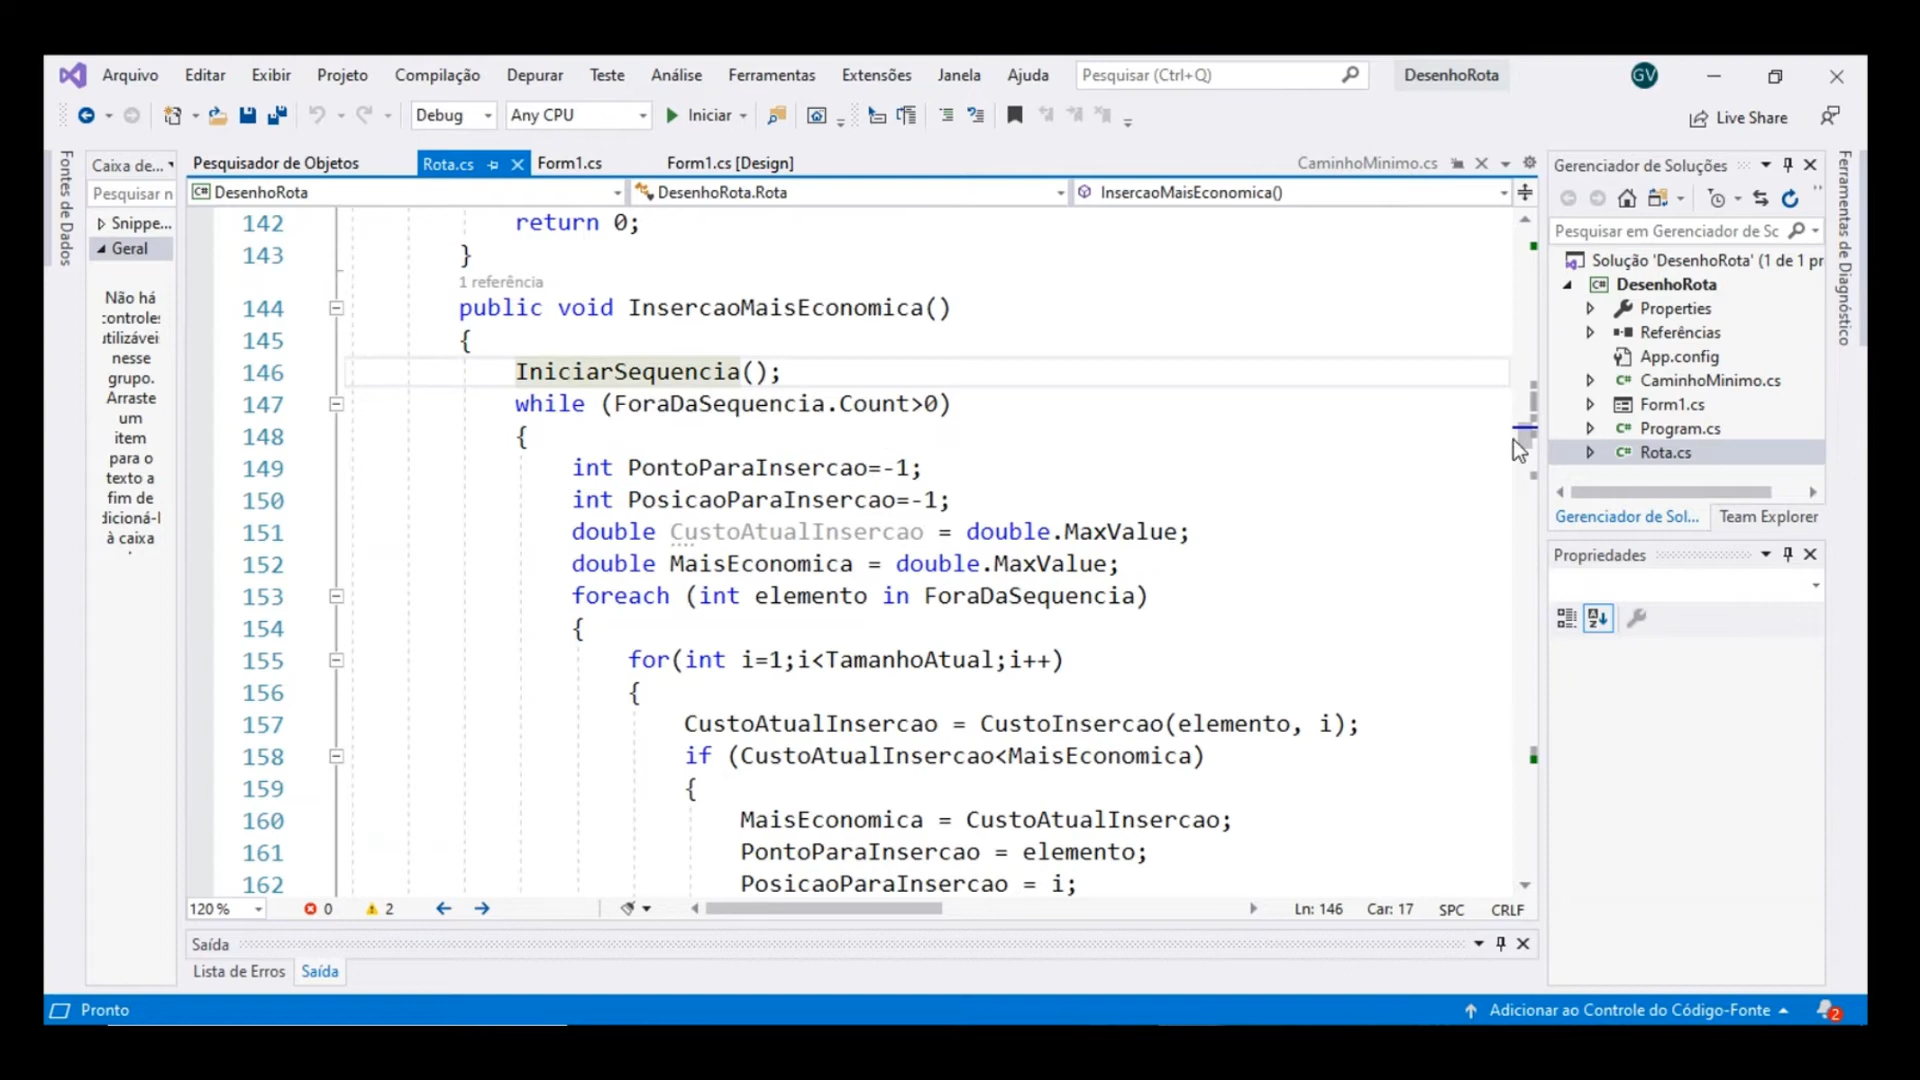 Arquivo Editar Exibir Projeto Compilação Depurar Teste Análise Ferramentas Extensões Janela Ajuda Pesquisar (Ctrl+Q) DesenhoRota GV
Debug Any CPU Iniciar Live Share
Fontes de Dados
Caixa de...
Pesquisar n
Snippe...
Geral
Não há
controle
utilizávei
nesse
grupo.
Arraste
um
item
para o
texto a
fim de
dicioná-l
à caixa
Pesquisador de Objetos Rota.cs Form1.cs Form1.cs [Design] CaminhoMinimo.cs
DesenhoRota DesenhoRota.Rota InsercaoMaisEconomica()
142 return 0;
143 }
1 referência
144 public void InsercaoMaisEconomica()
145 {
146 IniciarSequencia();
147 while (ForaDaSequencia.Count>0)
148 {
149 int PontoParaInsercao=-1;
150 int PosicaoParaInsercao=-1;
151 double CustoAtualInsercao = double.MaxValue;
152 double MaisEconomica = double.MaxValue;
153 foreach (int elemento in ForaDaSequencia)
154 {
155 for(int i=1;i<TamanhoAtual;i++)
156 {
157 CustoAtualInsercao = CustoInsercao(elemento, i);
158 if (CustoAtualInsercao<MaisEconomica)
159 {
160 MaisEconomica = CustoAtualInsercao;
161 PontoParaInsercao = elemento;
162 PosicaoParaInsercao = i;
120 % 0 2 Ln: 146 Car: 17 SPC CRLF
Saída
Lista de Erros Saída
Gerenciador de Soluções
Pesquisar em Gerenciador de Sc
Solução 'DesenhoRota' (1 de 1 pr
DesenhoRota
Properties
Referências
App.config
CaminhoMinimo.cs
Form1.cs
Program.cs
Rota.cs
Gerenciador de Sol... Team Explorer
Propriedades
Ferramentas de Diagnóstico
Pronto Adicionar ao Controle do Código-Fonte 2